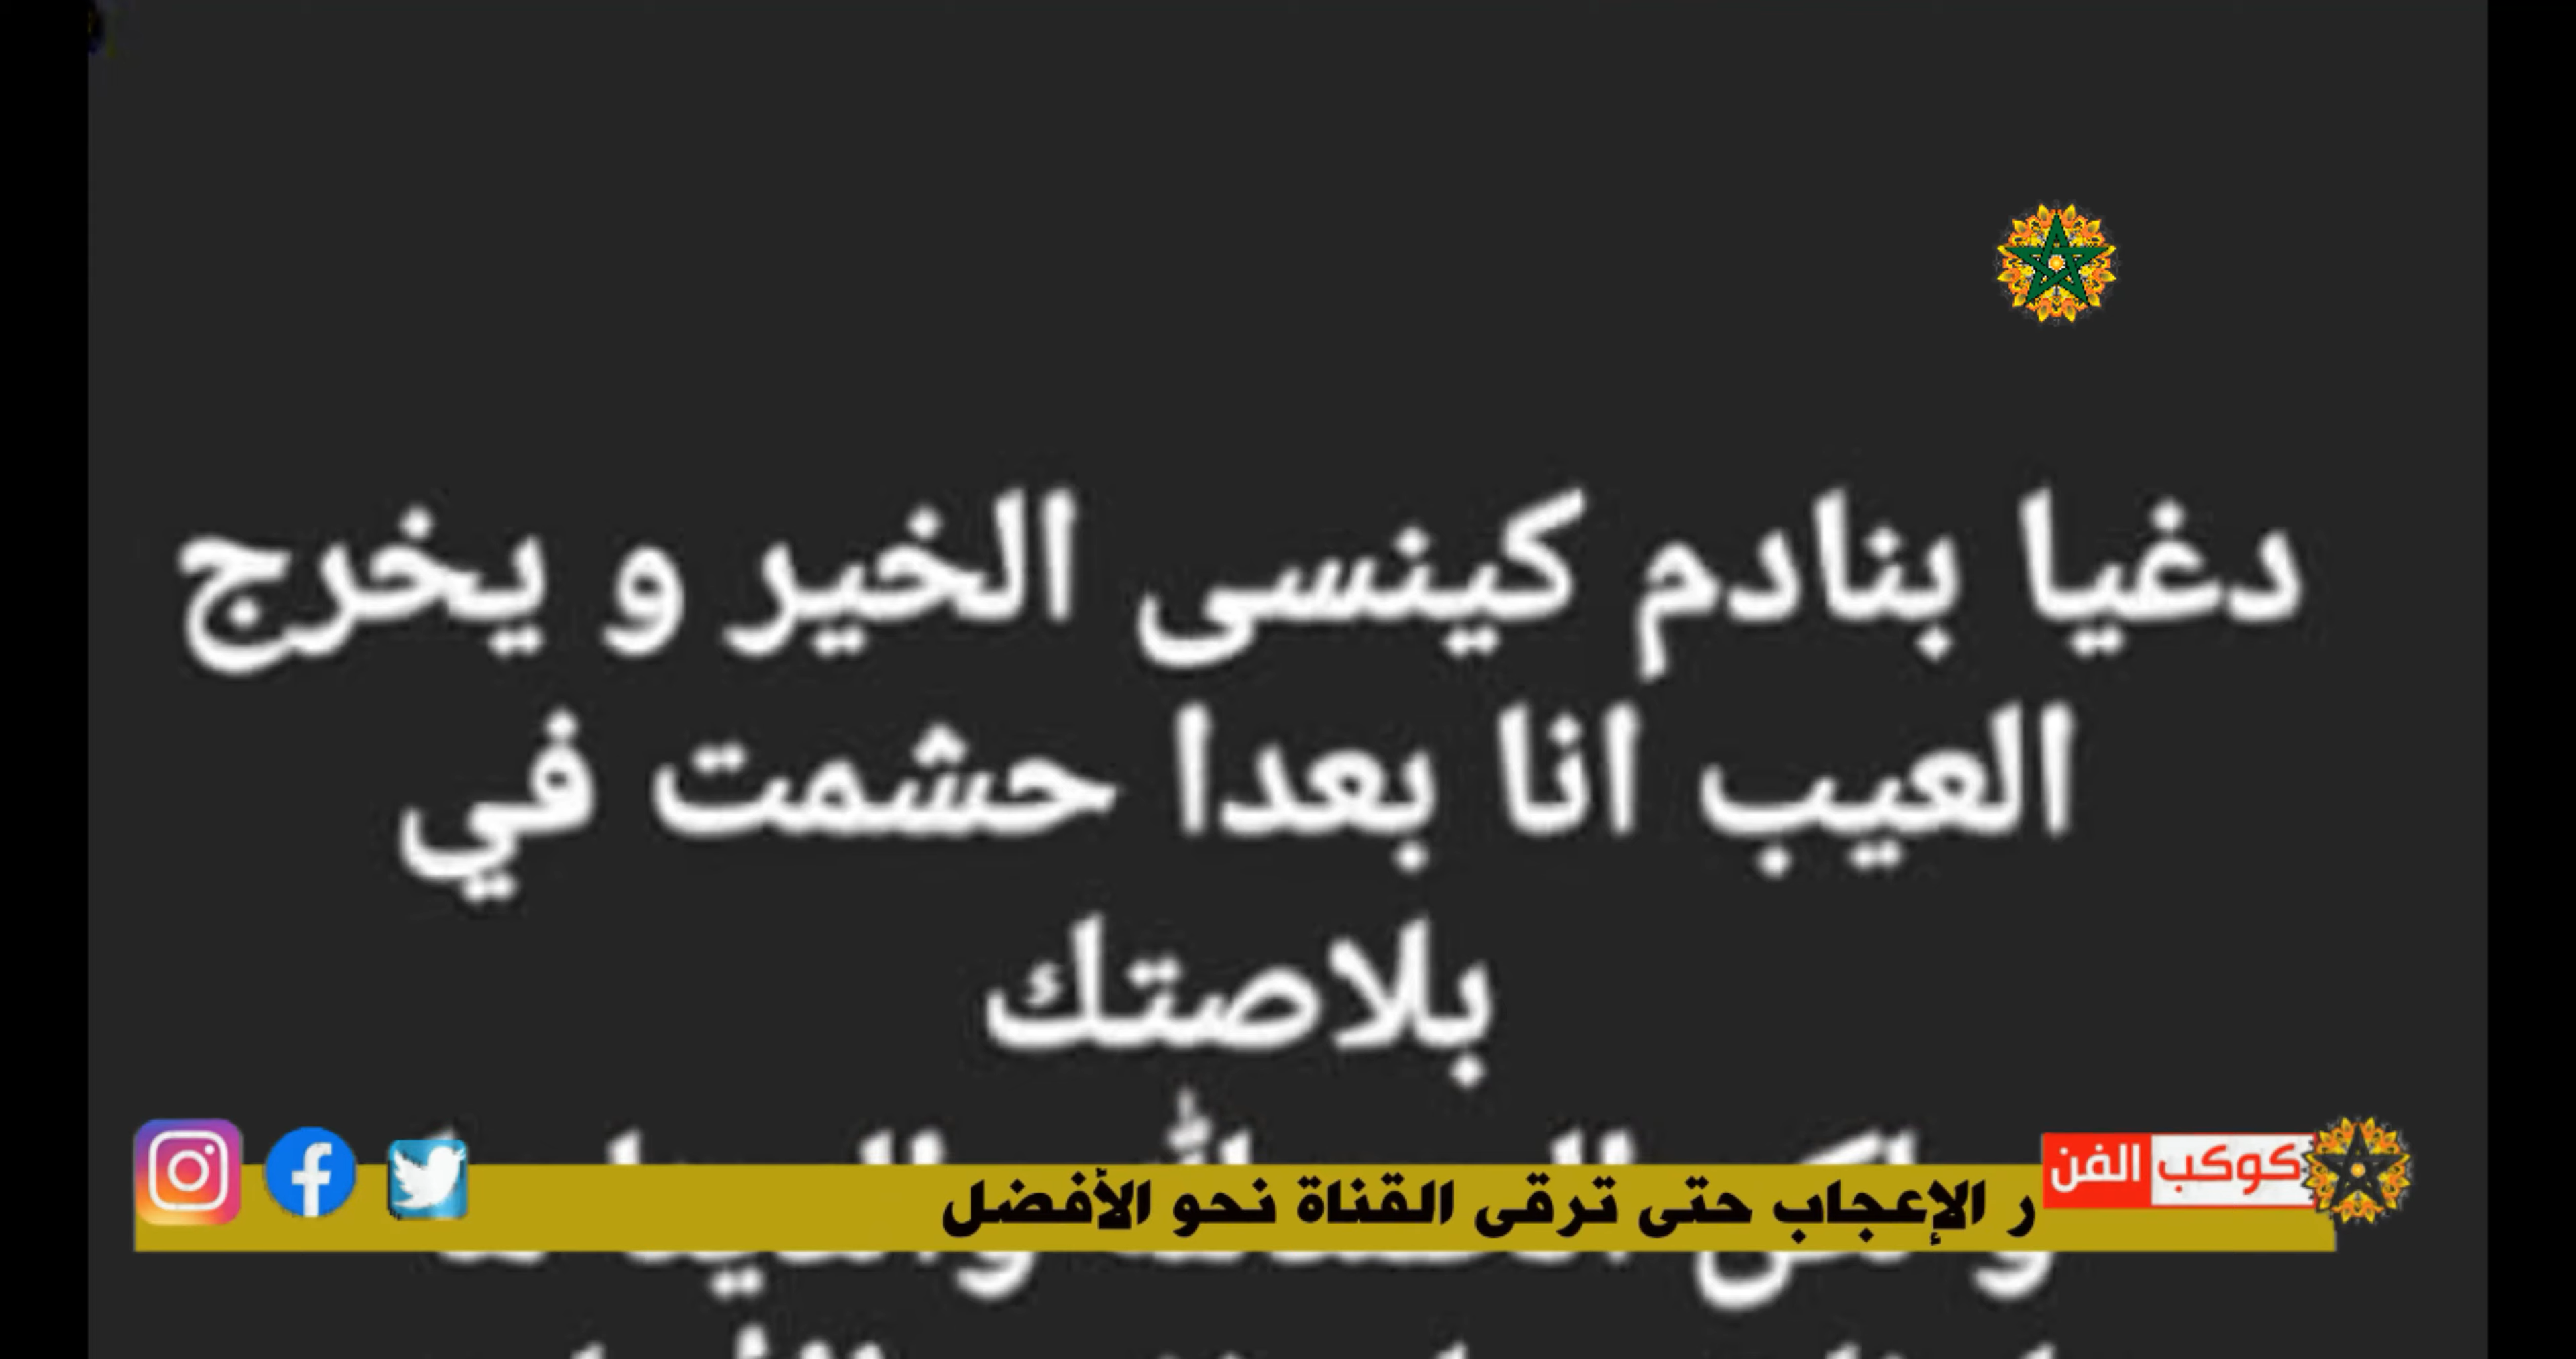 دغيا بنادم كينسى الخير و يخرج
العيب انا بعدا حشمت في
بلاصتك
كوكب الفن
ر الإعجاب حتى ترقى القناة نحو الأفضل